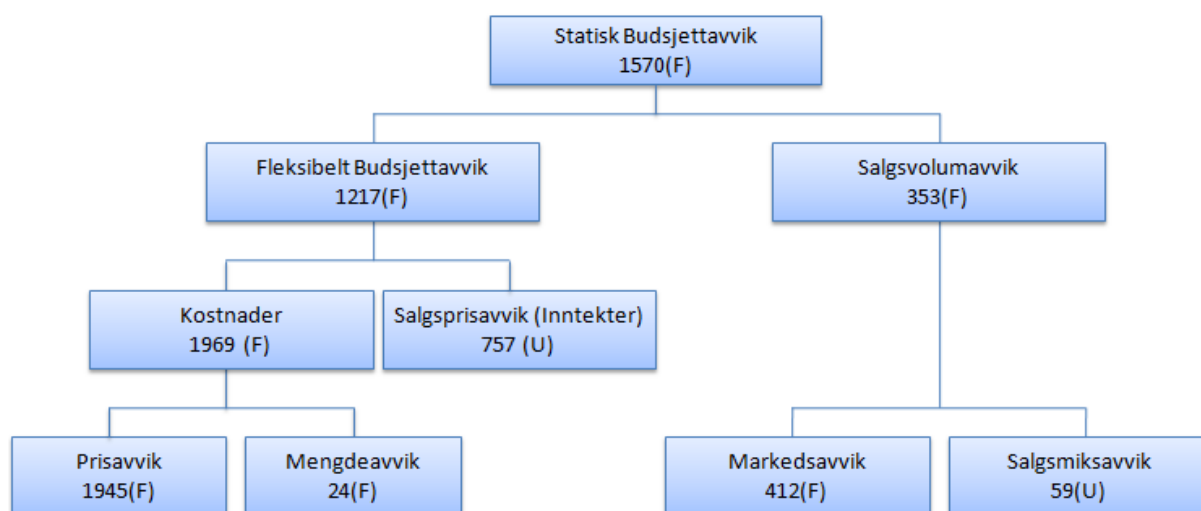 Statisk Budsjettavvik
1570(F)
Fleksibelt Budsjettavvik
1217(F)
Salgsvolumavvik
353(F)
Kostnader
1969 (F)
Salgsprisavvik (Inntekter)
757 (U)
Prisavvik
1945(F)
Mengdeavvik
24(F)
Markedsavvik
412(F)
Salgsmiksavvik
59(U)